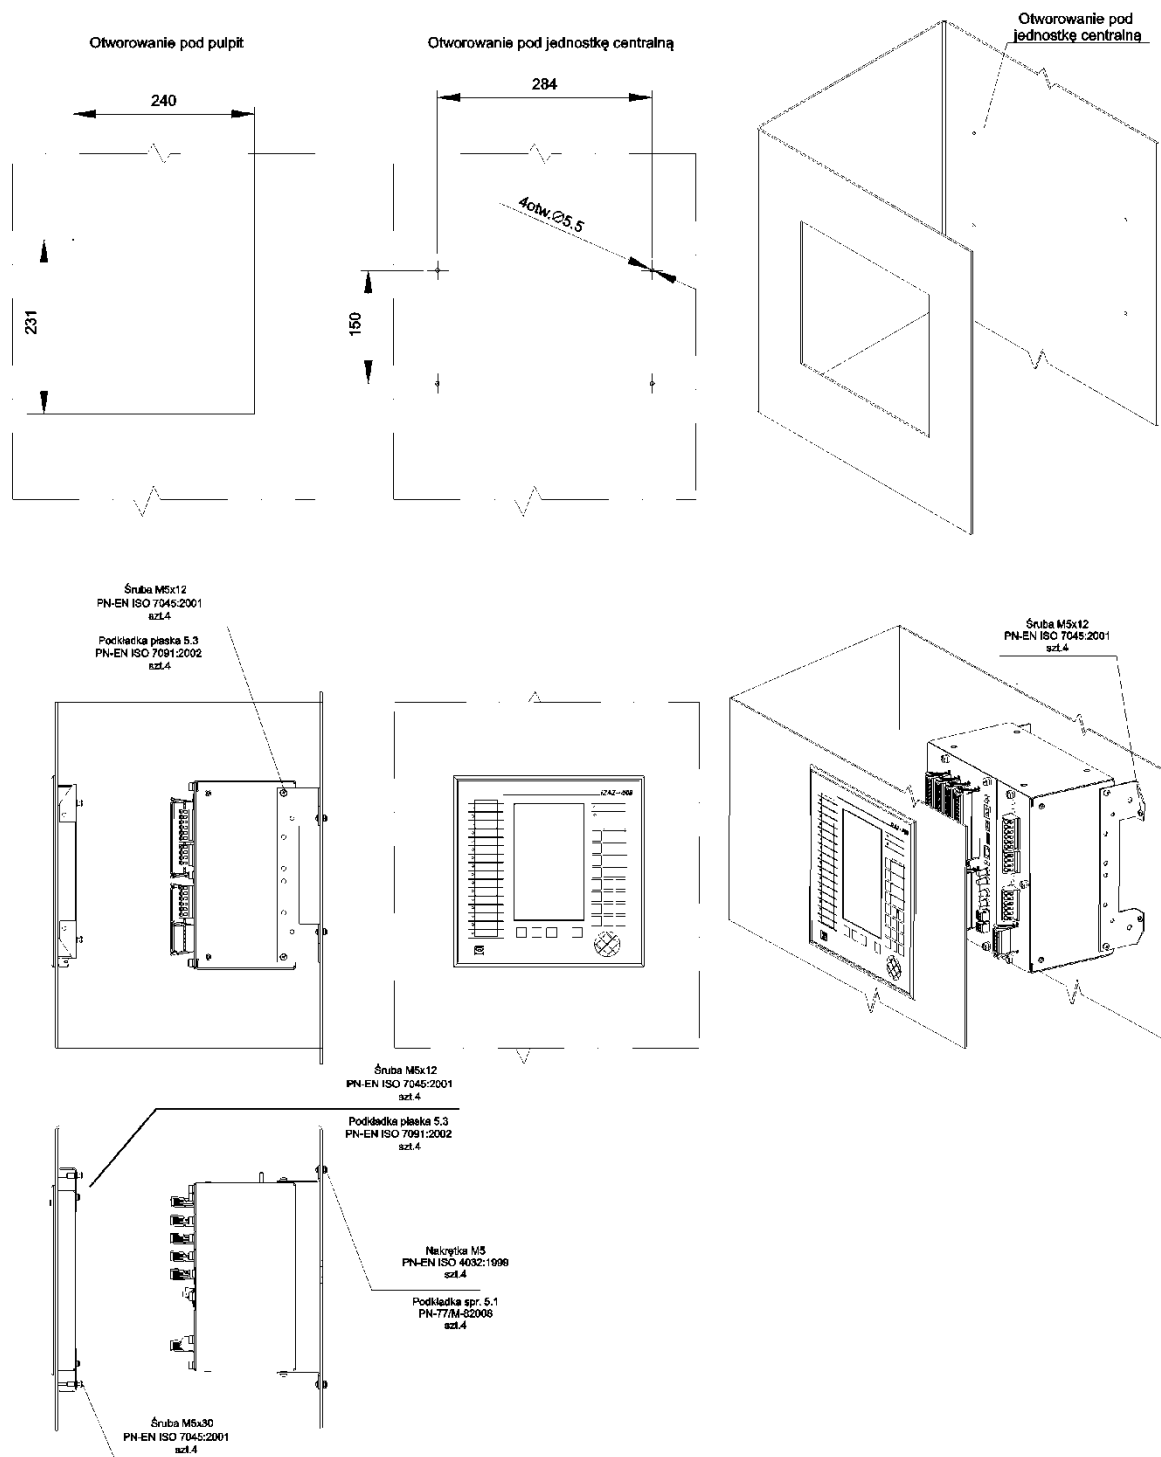 Otworowanie pod pulpit
Otworowanie pod jednostkę centralną
Otworowanie pod
jednostkę centralną
240
284
4otw.Ø5.5
231
150
Śruba M5x12
PN-EN ISO 7045:2001
szt.4
Podkładka płaska 5.3
PN-EN ISO 7091:2002
szt.4
Śruba M5x12
PN-EN ISO 7045:2001
szt.4
Śruba M5x12
PN-EN ISO 7045:2001
szt.4
Podkładka płaska 5.3
PN-EN ISO 7091:2002
szt.4
Nakrętka M5
PN-EN ISO 4032:1999
szt.4
Podkładka spr. 5.1
PN-77/M-82008
szt.4
Śruba M5x30
PN-EN ISO 7045:2001
szt.4